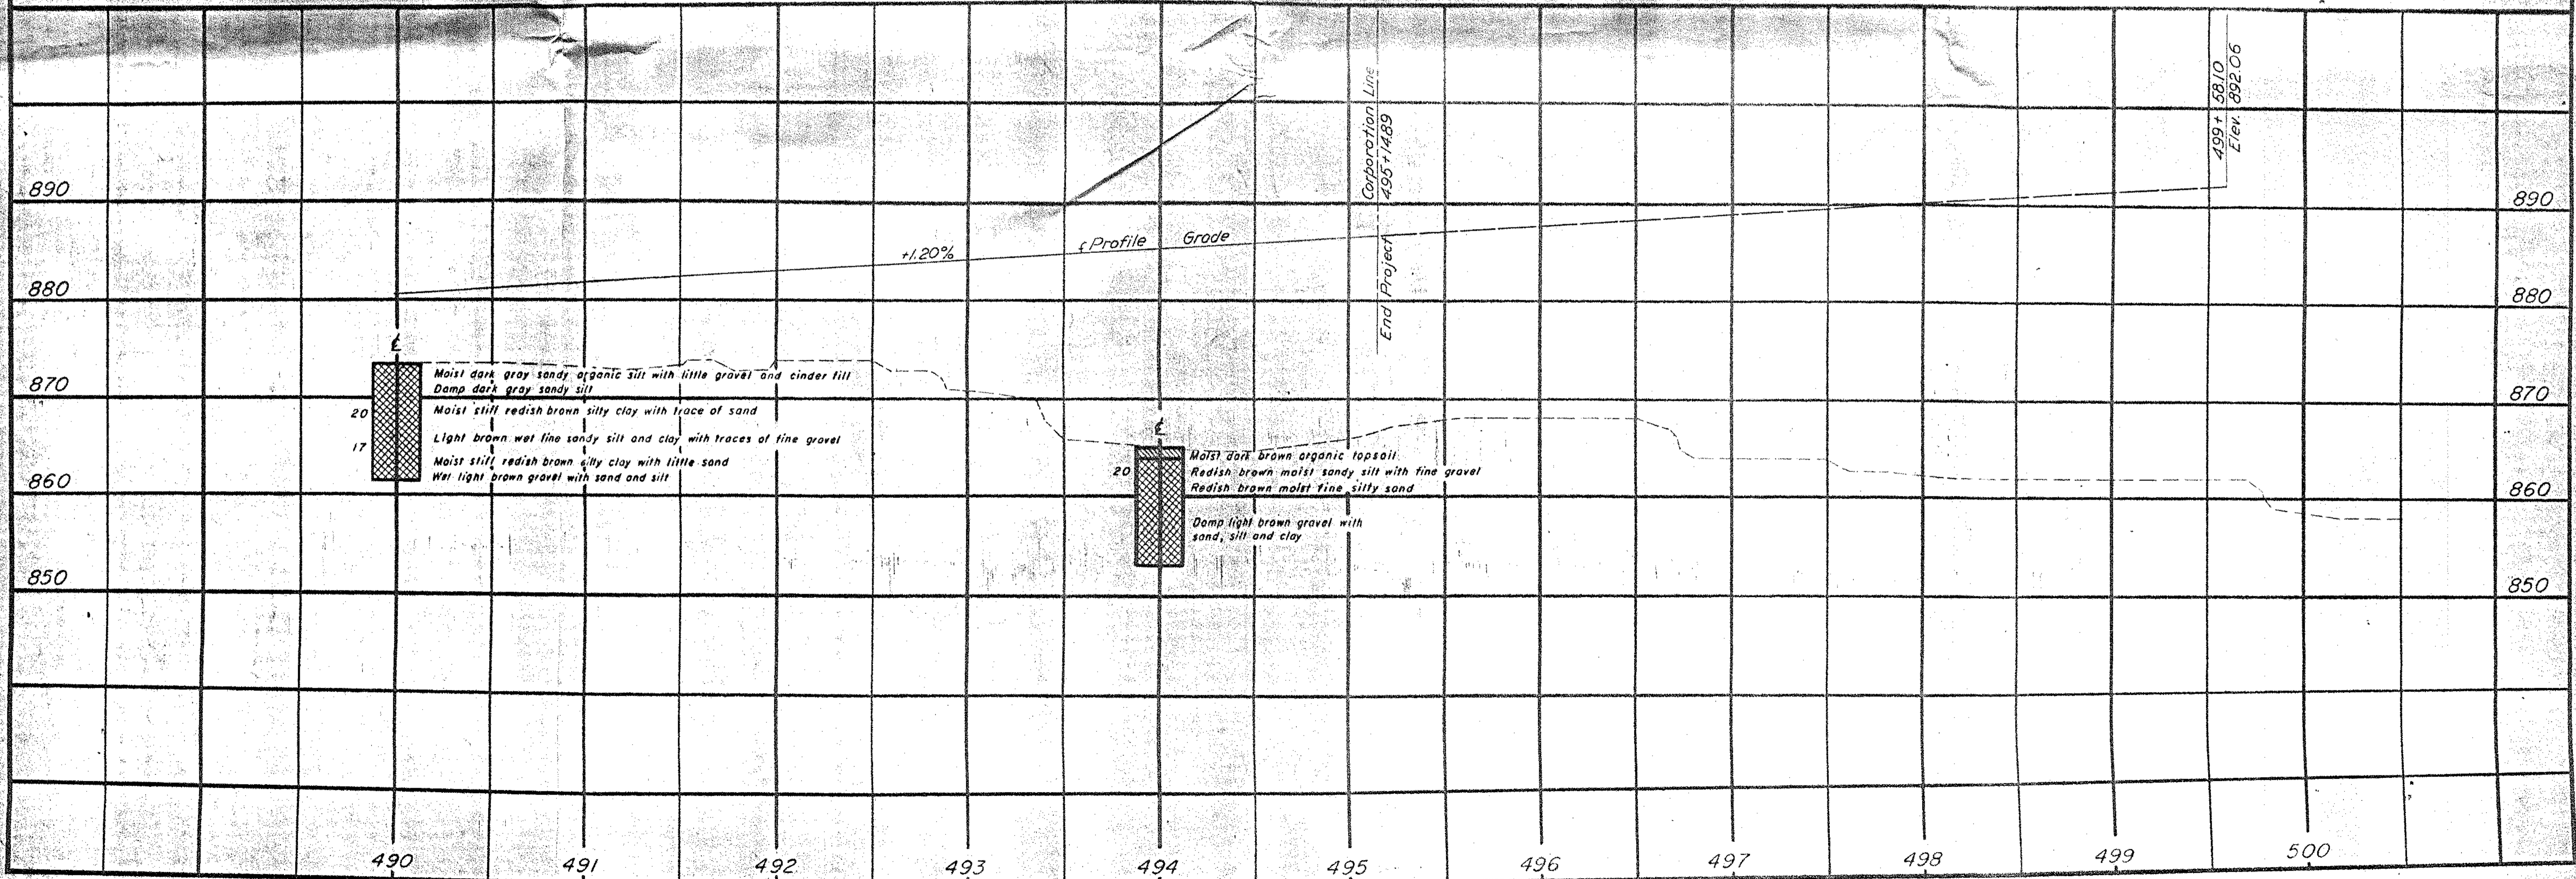 Corporation Line
495+14.89
End Project
499+58.10
Elev. 892.06
890
890
+1.20%
Profile Grade
880
880
℄
Moist dark gray sandy organic silt with little gravel and cinder fill
Damp dark gray sandy silt
870
870
20
Moist stiff redish brown silty clay with trace of sand
17
Light brown wet fine sandy silt and clay with traces of fine gravel
Moist stiff redish brown silty clay with little sand
Wet light brown gravel with sand and silt
℄
Moist dark brown organic topsoil
20
Redish brown moist sandy silt with fine gravel
Redish brown moist fine silty sand
860
860
Damp light brown gravel with
sand, silt and clay
850
850
490
491
492
493
494
495
496
497
498
499
500